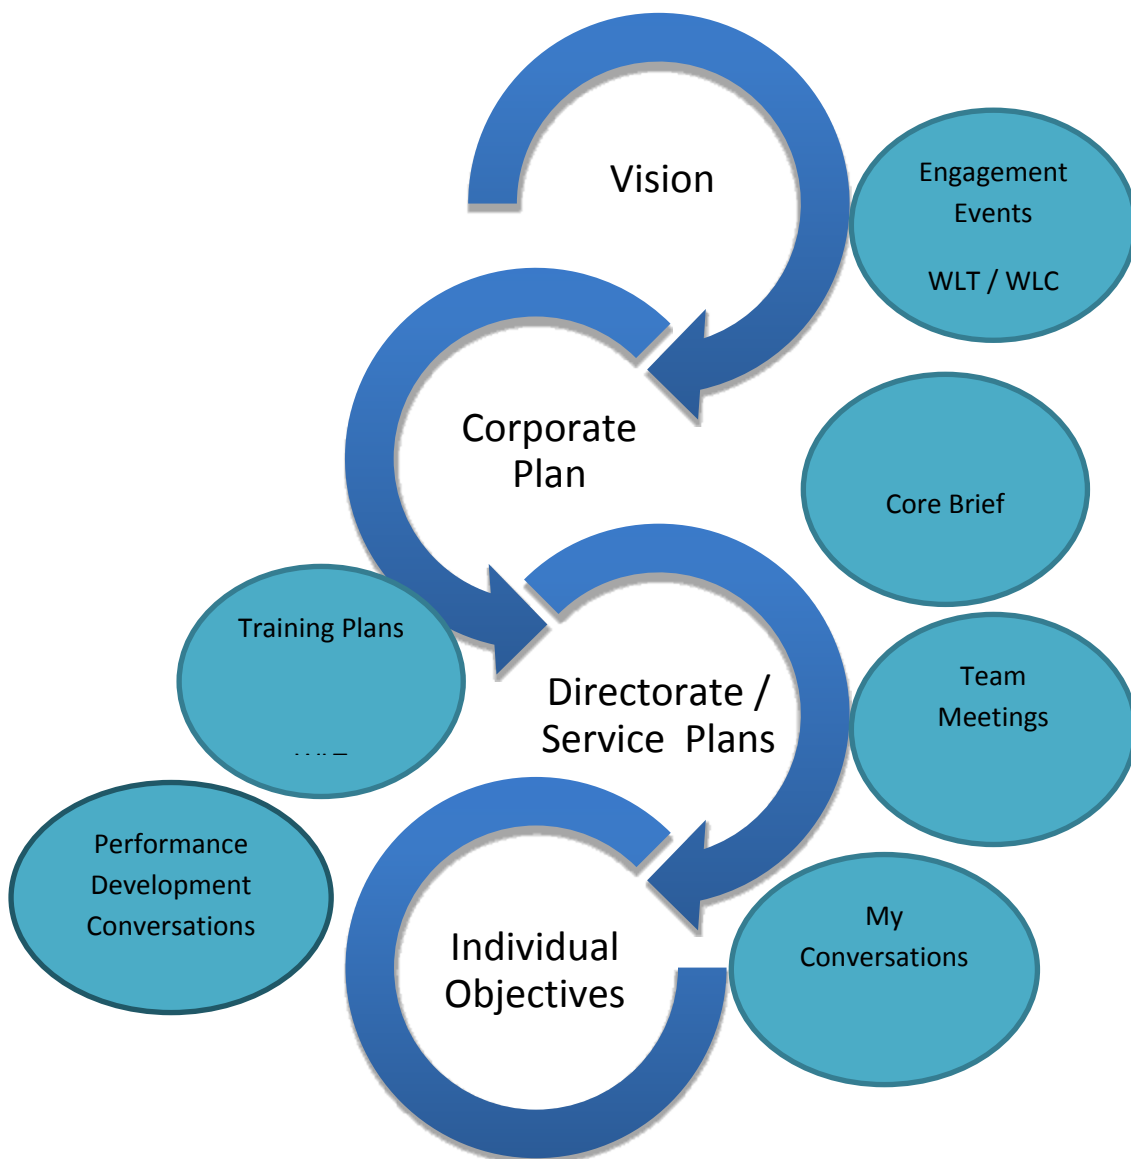 Vision
Engagement
Events
WLT / WLC
Corporate
Plan
Core Brief
Training Plans
Directorate /
Service Plans
Team
Meetings
Performance
Development
Conversations
Individual
Objectives
My
Conversations